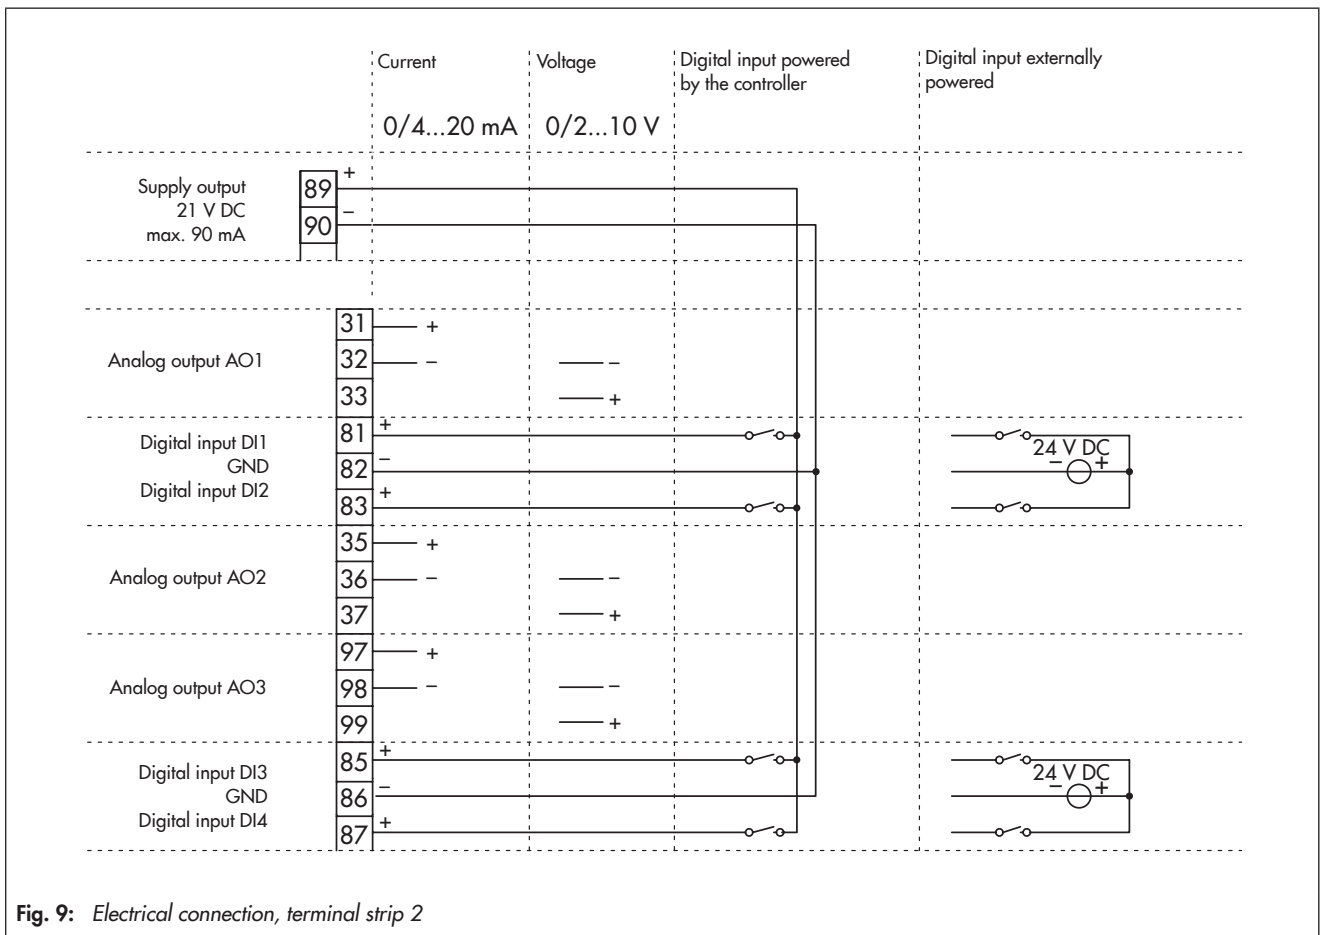 Current
Voltage
Digital input powered
by the controller
Digital input externally
powered
0/4...20 mA
0/2...10 V
Supply output
21 V DC
max. 90 mA
89 +
90 –
Analog output AO1
31 +
32 – –
33 +
Digital input DI1
GND
Digital input DI2
81 +
82 –
83 +
24 V DC
– +
Analog output AO2
35 +
36 – –
37 +
Analog output AO3
97 +
98 – –
99 +
Digital input DI3
GND
Digital input DI4
85 +
86 –
87 +
24 V DC
– +
Fig. 9: Electrical connection, terminal strip 2